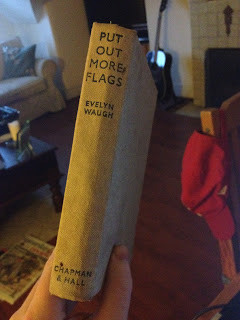 PUT
OUT
MORE
FLAGS
EVELYN
WAUGH
CHAPMAN
& HALL